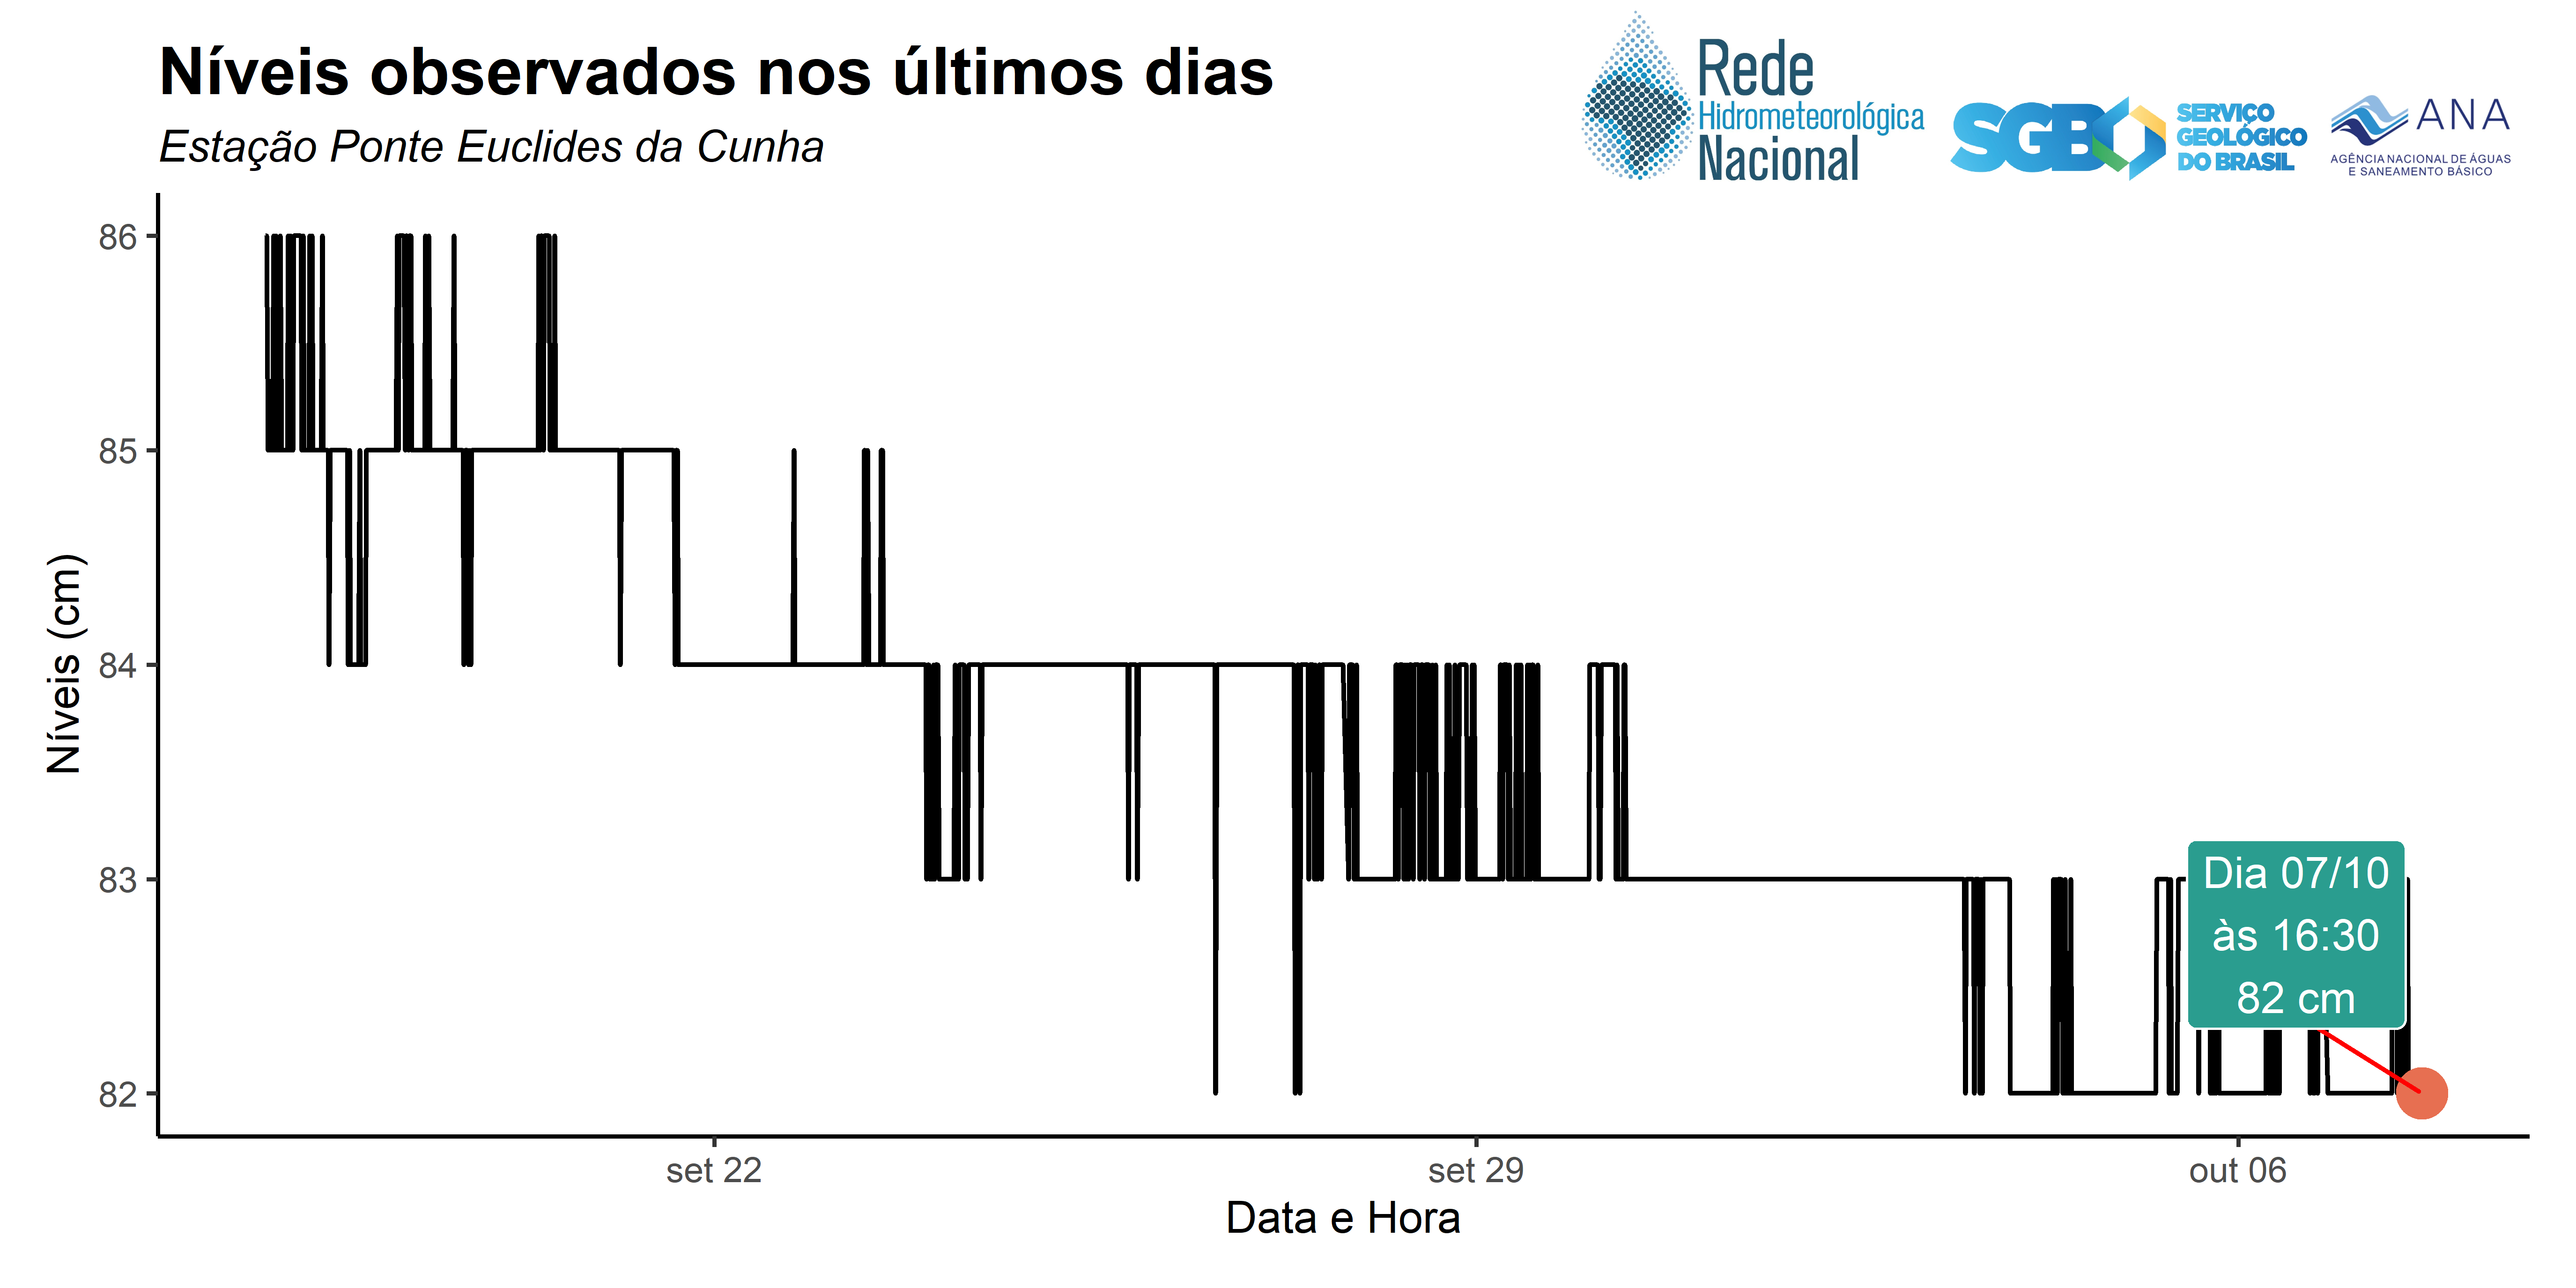 Níveis observados nos últimos dias
Estação Ponte Euclides da Cunha
Rede
Hidrometeorológica
Nacional
SGB
SERVIÇO
GEOLÓGICO
DO BRASIL
ANA
AGÊNCIA NACIONAL DE ÁGUAS
E SANEAMENTO BÁSICO
Níveis (cm)
86
85
84
83
82
Dia 07/10
às 16:30
82 cm
set 22
set 29
out 06
Data e Hora